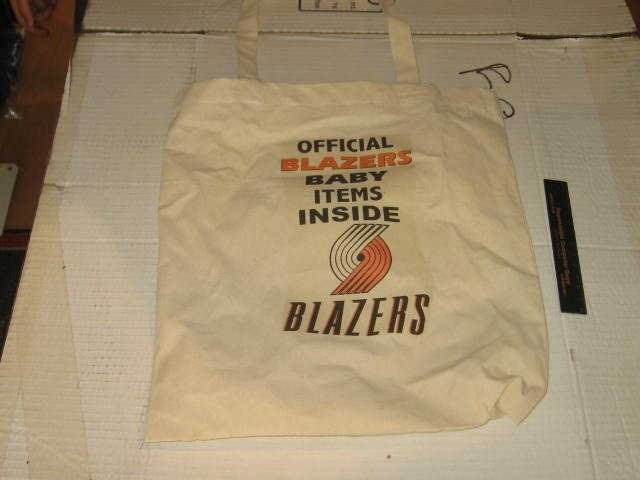 OFFICIAL
BLAZERS
BABY
ITEMS
INSIDE
BLAZERS